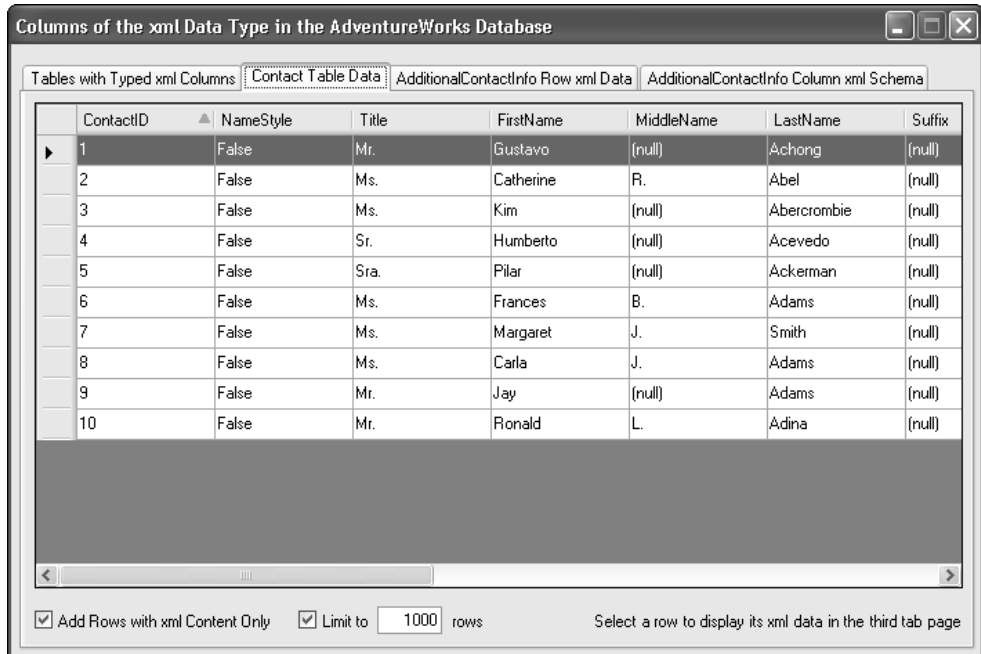 Columns of the xml Data Type in the AdventureWorks Database
Tables with Typed xml Columns Contact Table Data AdditionalContactInfo Row xml Data AdditionalContactInfo Column xml Schema
ContactID NameStyle Title FirstName MiddleName LastName Suffix
1 False Mr. Gustavo (null) Achong (null)
2 False Ms. Catherine R. Abel (null)
3 False Ms. Kim (null) Abercrombie (null)
4 False Sr. Humberto (null) Acevedo (null)
5 False Sra. Pilar (null) Ackerman (null)
6 False Ms. Frances B. Adams (null)
7 False Ms. Margaret J. Smith (null)
8 False Ms. Carla J. Adams (null)
9 False Mr. Jay (null) Adams (null)
10 False Mr. Ronald L. Adina (null)
Add Rows with xml Content Only Limit to 1000 rows Select a row to display its xml data in the third tab page